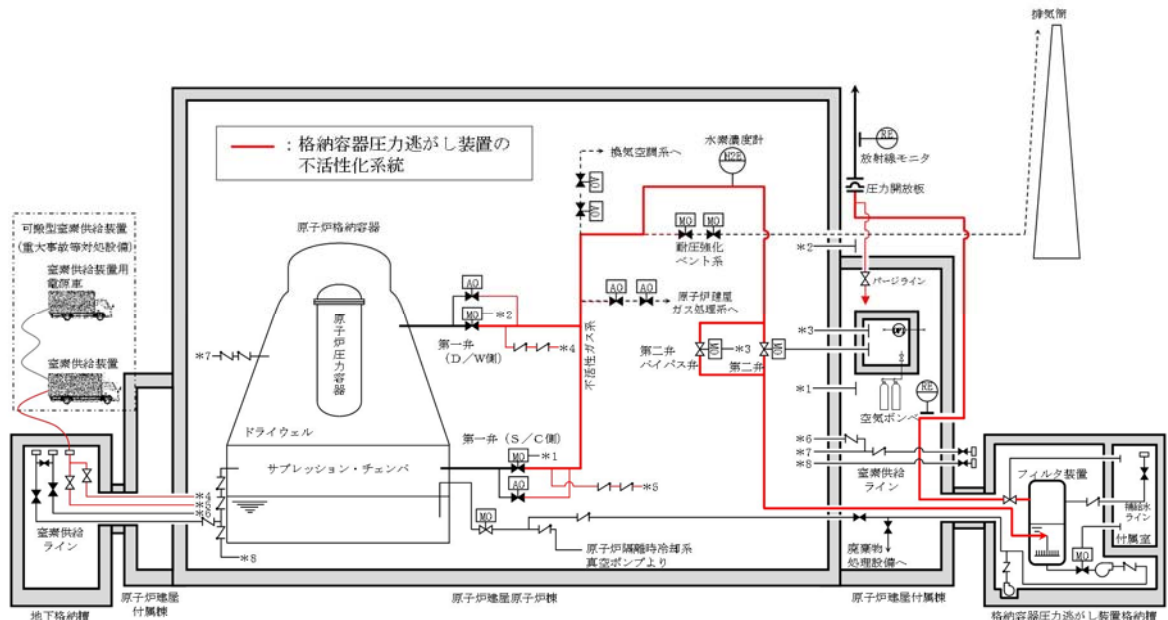 排気筒
：格納容器圧力逃がし装置の
不活性化系統
換気空調系へ
水素濃度計
H2E
RE
放射線モニタ
圧力開放板
AO
AO
可搬型窒素供給装置
(重大事故等対処設備)
窒素供給装置用
電源車
窒素供給装置
原子炉格納容器
原子炉圧力容器
MO
MO
耐圧強化
ベント系
*2
AO
MO
*2
*4
第一弁
(D／W側)
AO
AO
原子炉建屋
ガス処理系へ
不活性ガス系
パージライン
*3
第二弁
バイパス弁
MO
*3
第二弁
MO
*7
*1
空気ボンベ
RE
ドライウェル
サプレッション・チェンバ
第一弁 (S／C側)
MO
*1
AO
*5
*6
*7
*8
窒素供給
ライン
フィルタ装置
補給水
ライン
付属室
MO
*4
*6
*8
窒素供給
ライン
MO
原子炉隔離時冷却系
真空ポンプより
廃棄物
処理設備へ
地下格納槽
原子炉建屋
付属棟
原子炉建屋原子炉棟
原子炉建屋付属棟
格納容器圧力逃がし装置格納槽